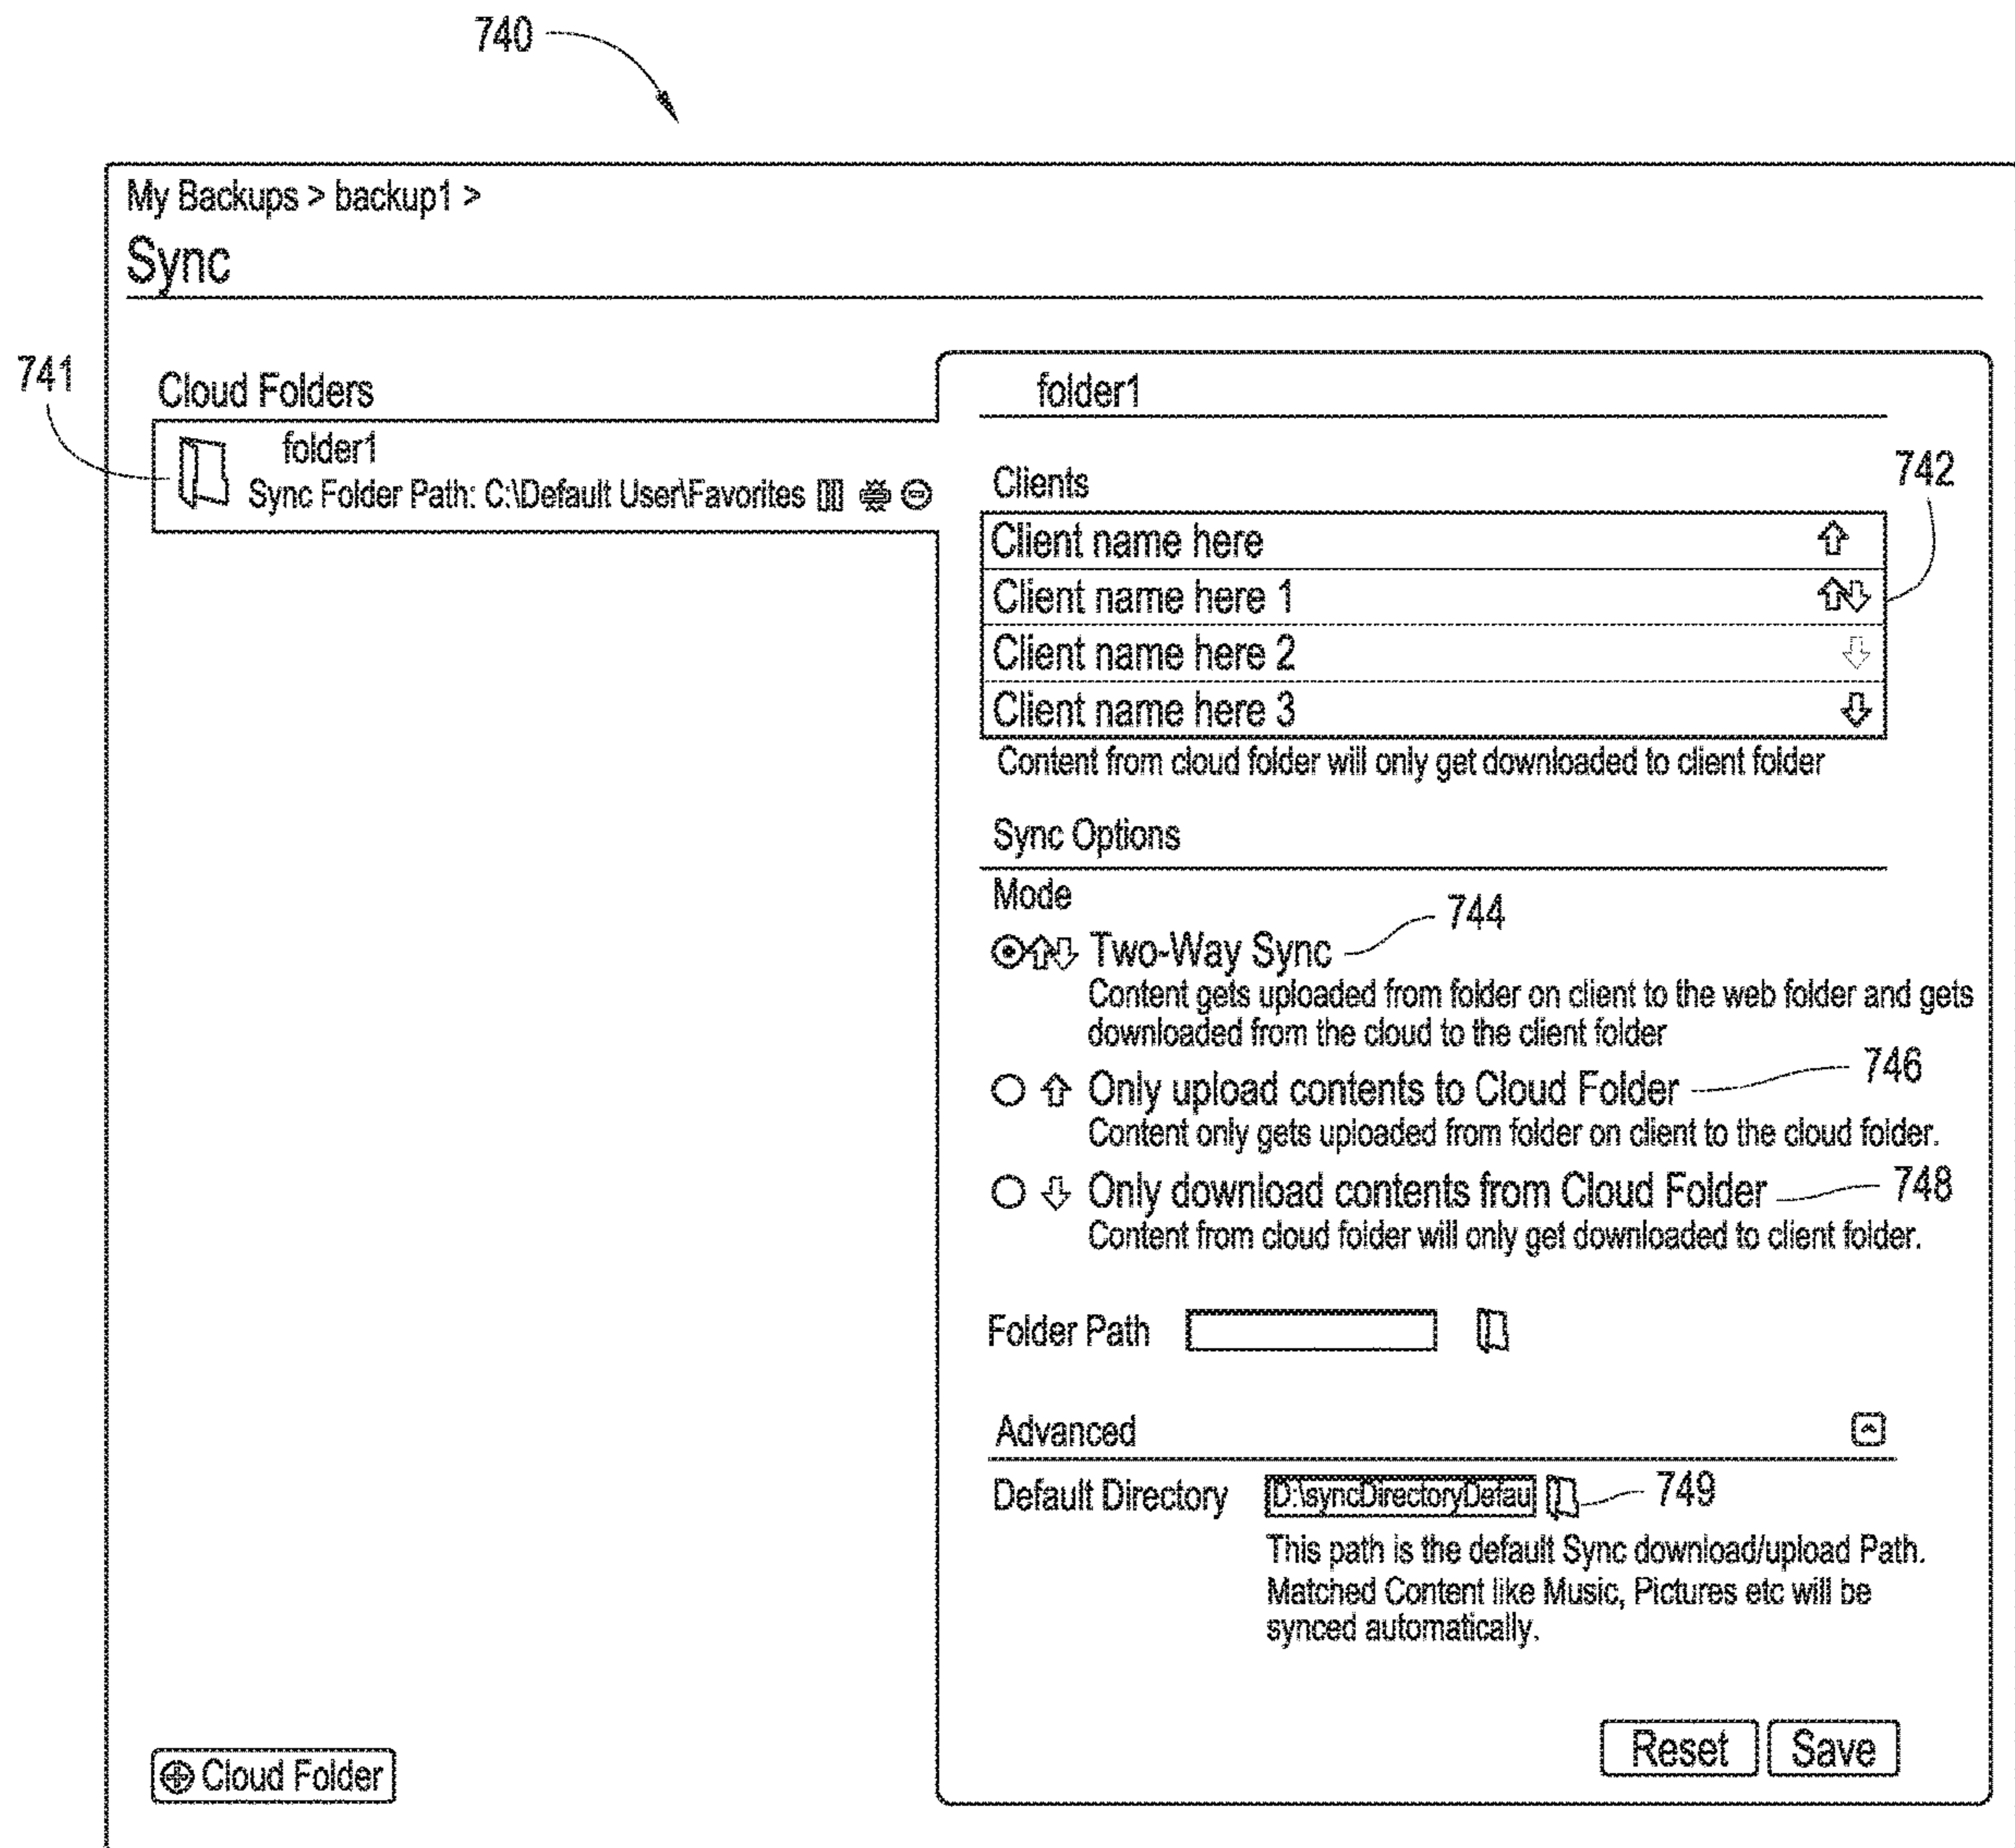 740
My Backups > backup1 >
Sync
741
Cloud Folders
folder1
Sync Folder Path: C:\Default User\Favorites
folder1
Clients
742
Client name here
Client name here 1
Client name here 2
Client name here 3
Content from cloud folder will only get downloaded to client folder
Sync Options
Mode
Two-Way Sync
744
Content gets uploaded from folder on client to the web folder and gets
downloaded from the cloud to the client folder
Only upload contents to Cloud Folder
746
Content only gets uploaded from folder on client to the cloud folder.
Only download contents from Cloud Folder
748
Content from cloud folder will only get downloaded to client folder.
Folder Path
Advanced
Default Directory
D:\syncDirectoryDefau
749
This path is the default Sync download/upload Path.
Matched Content like Music, Pictures etc will be
synced automatically.
Reset
Save
Cloud Folder